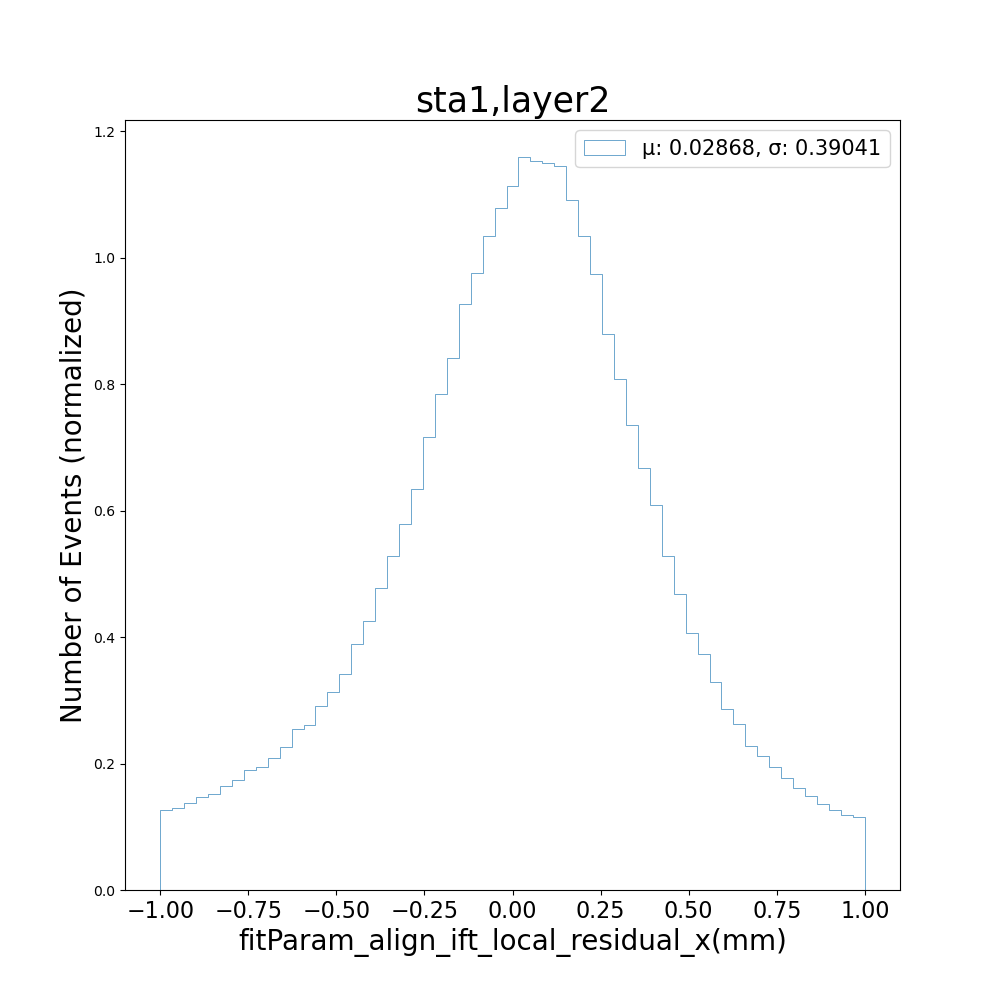 sta1,layer2
μ: 0.02868, σ: 0.39041
Number of Events (normalized)
1.2
1.0
0.8
0.6
0.4
0.2
0.0
−1.00 −0.75 −0.50 −0.25 0.00 0.25 0.50 0.75 1.00
fitParam_align_ift_local_residual_x(mm)